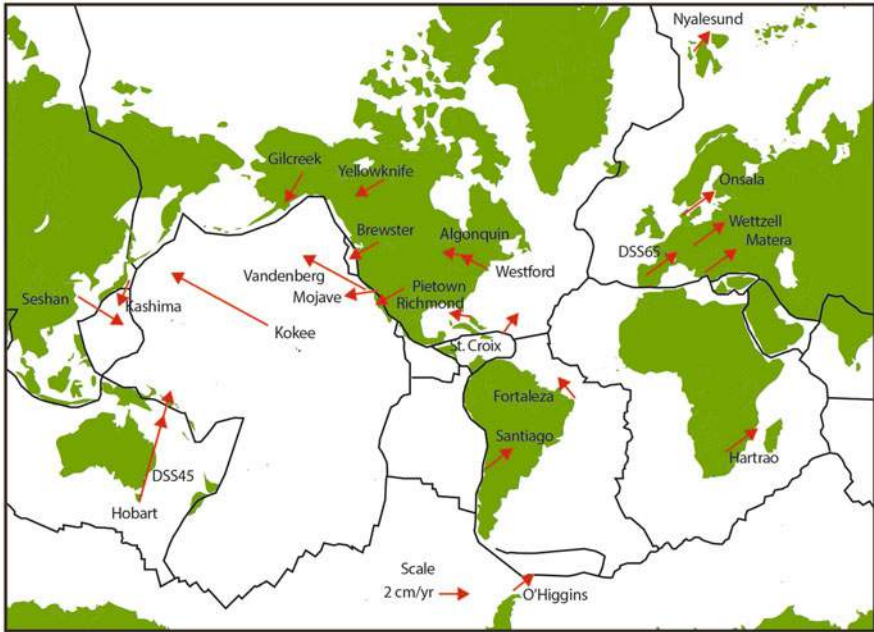 Nyalesund
Gilcreek
Yellowknife
Onsala
Brewster
Algonquin
Wettzell
DSS65
Matera
Westford
Vandenberg
Seshan
Kashima
Mojave
Pietown
Richmond
Kokee
St. Croix
Fortaleza
Santiago
Hartrao
DSS45
Hobart
Scale
2 cm/yr
O'Higgins